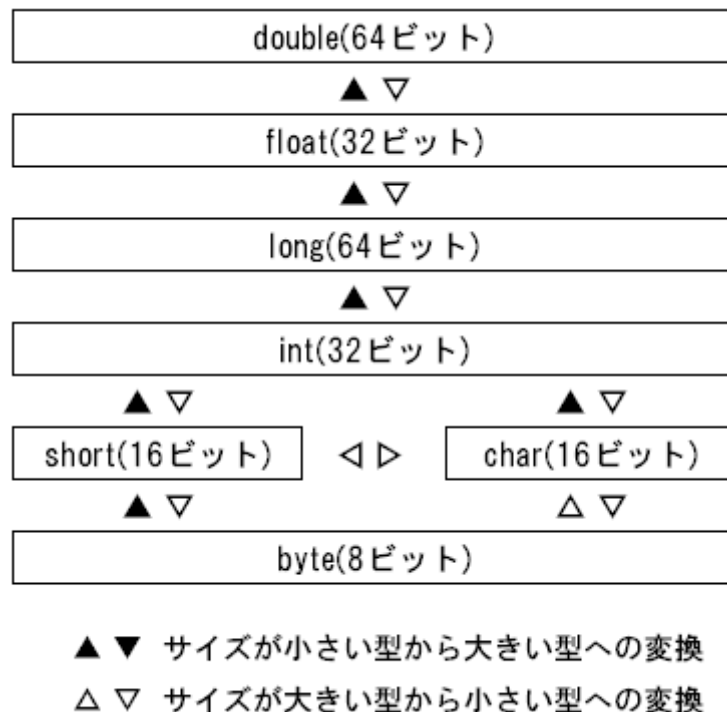 double(64ビット)
▲ ▽
float(32ビット)
▲ ▽
long(64ビット)
▲ ▽
int(32ビット)
▲ ▽ ▲ ▽
short(16ビット) ◁ ▷ char(16ビット)
▲ ▽ △ ▽
byte(8ビット)
▲ ▼ サイズが小さい型から大きい型への変換
△ ▽ サイズが大きい型から小さい型への変換